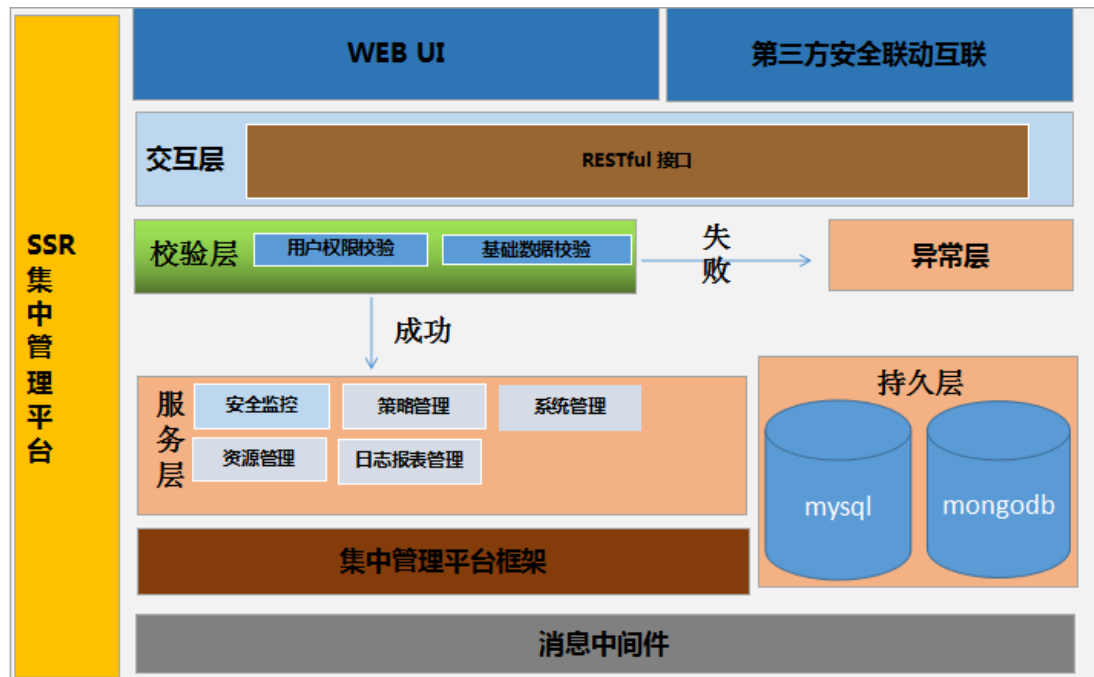 SSR
集
中
管
理
平
台
WEB UI
第三方安全联动互联
交互层
RESTful 接口
校验层
用户权限校验
基础数据校验
失
败
异常层
成功
服
务
层
安全监控
策略管理
系统管理
资源管理
日志报表管理
持久层
mysql
mongodb
集中管理平台框架
消息中间件